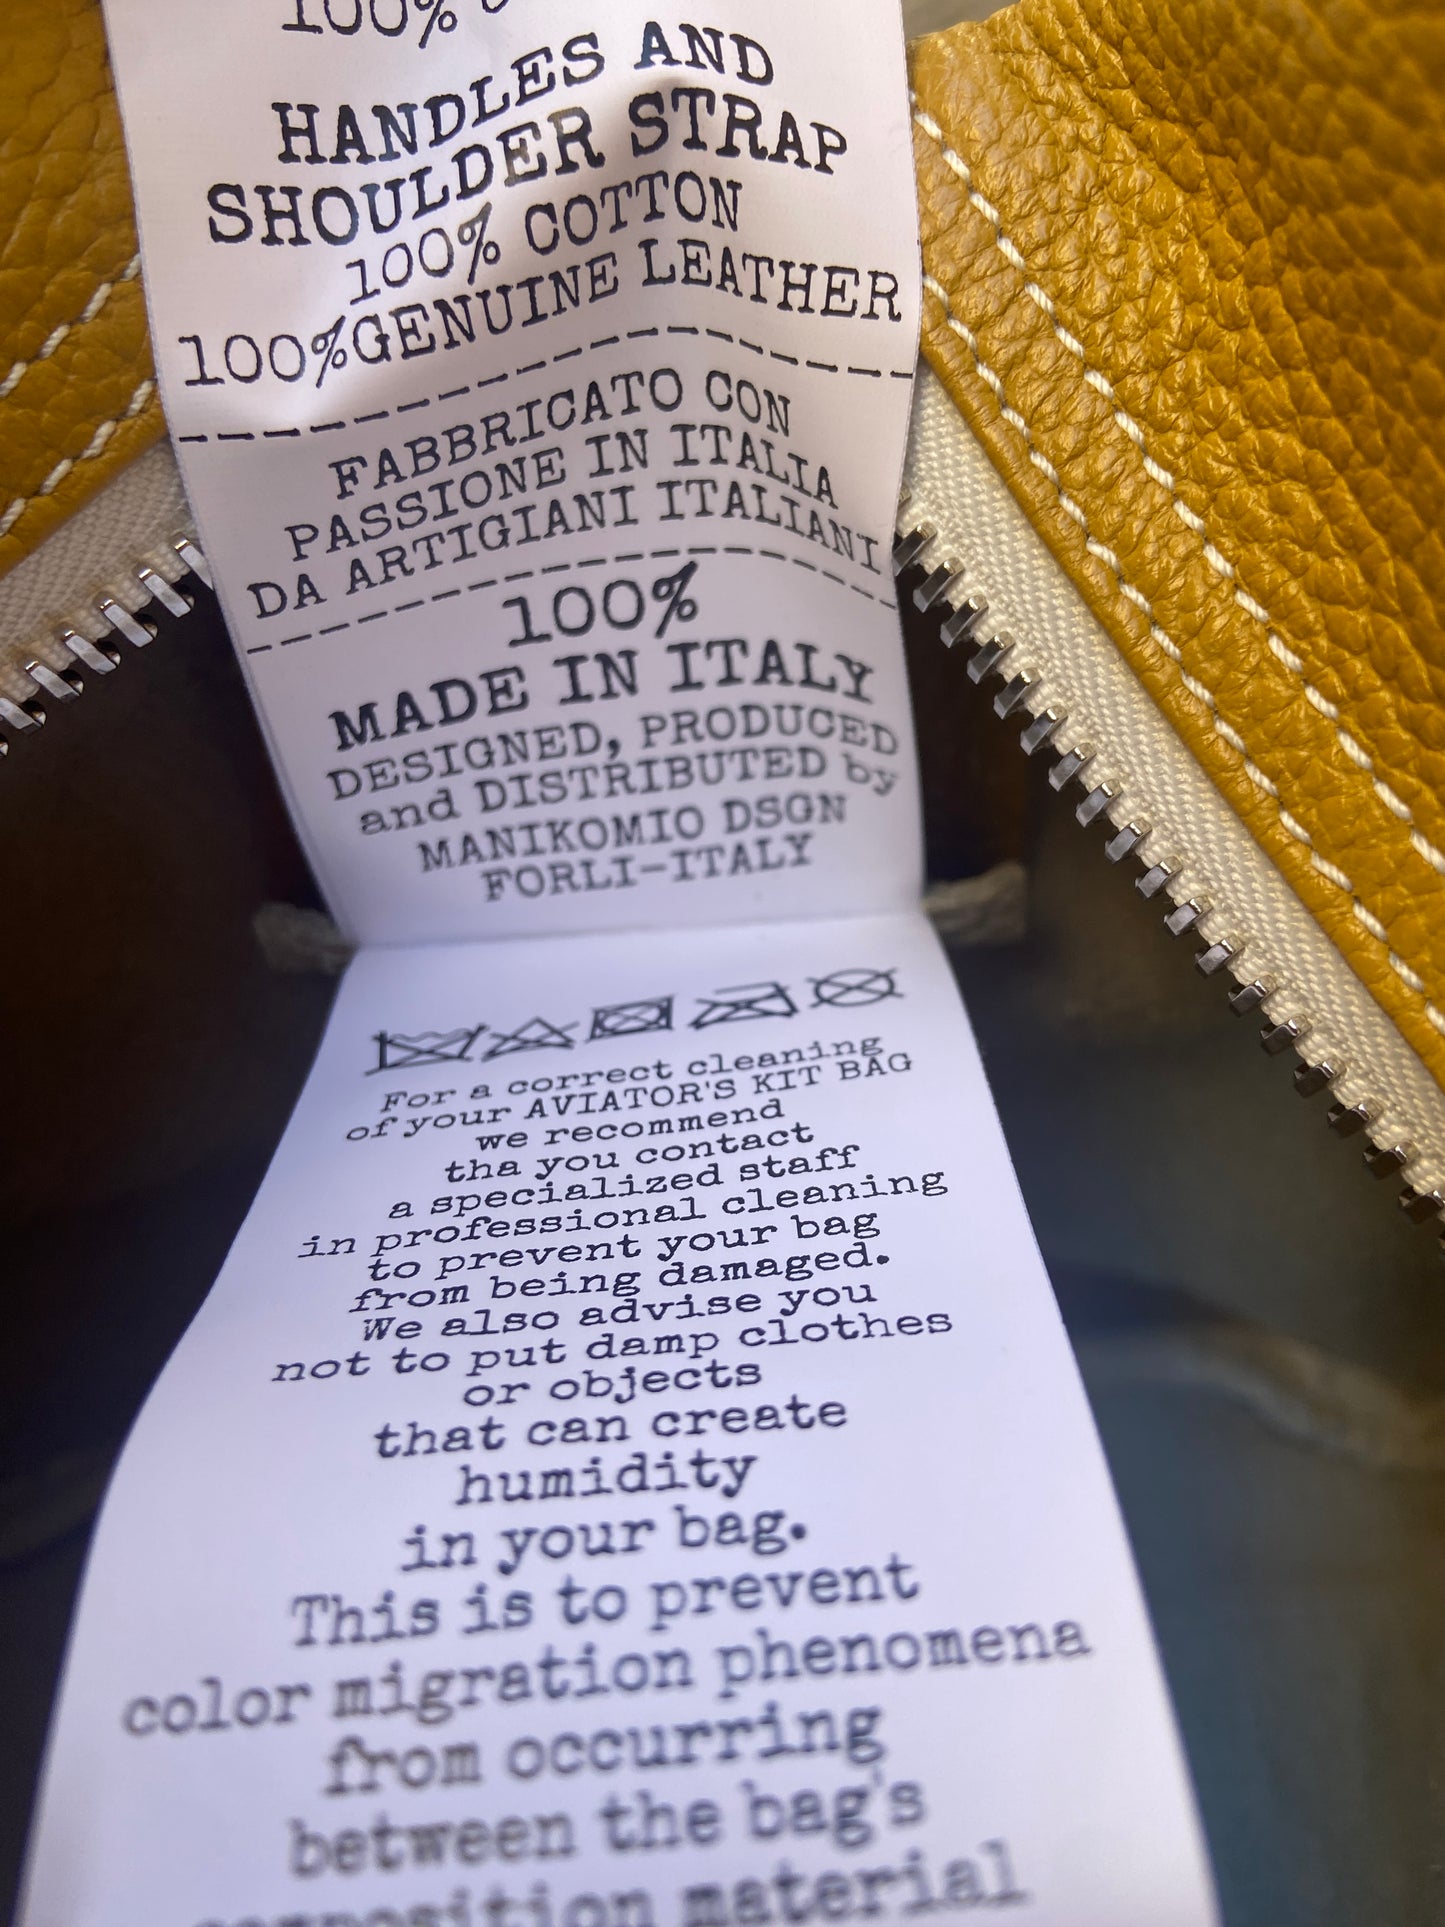 100%
HANDLES AND
SHOULDER STRAP
100% COTTON
100%GENUINE LEATHER
FABBRICATO CON
PASSIONE IN ITALIA
DA ARTIGIANI ITALIANI
100%
MADE IN ITALY
DESIGNED, PRODUCED
and DISTRIBUTED by
MANIKOMIO DSGN
FORLI-ITALY
For a correct cleaning
of your AVIATOR'S KIT BAG
we recommend
tha you contact
a specialized staff
in professional cleaning
to prevent your bag
from being damaged.
We also advise you
not to put damp clothes
or objects
that can create
humidity
in your bag.
This is to prevent
color migration phenomena
from occurring
between the bag's
composition material